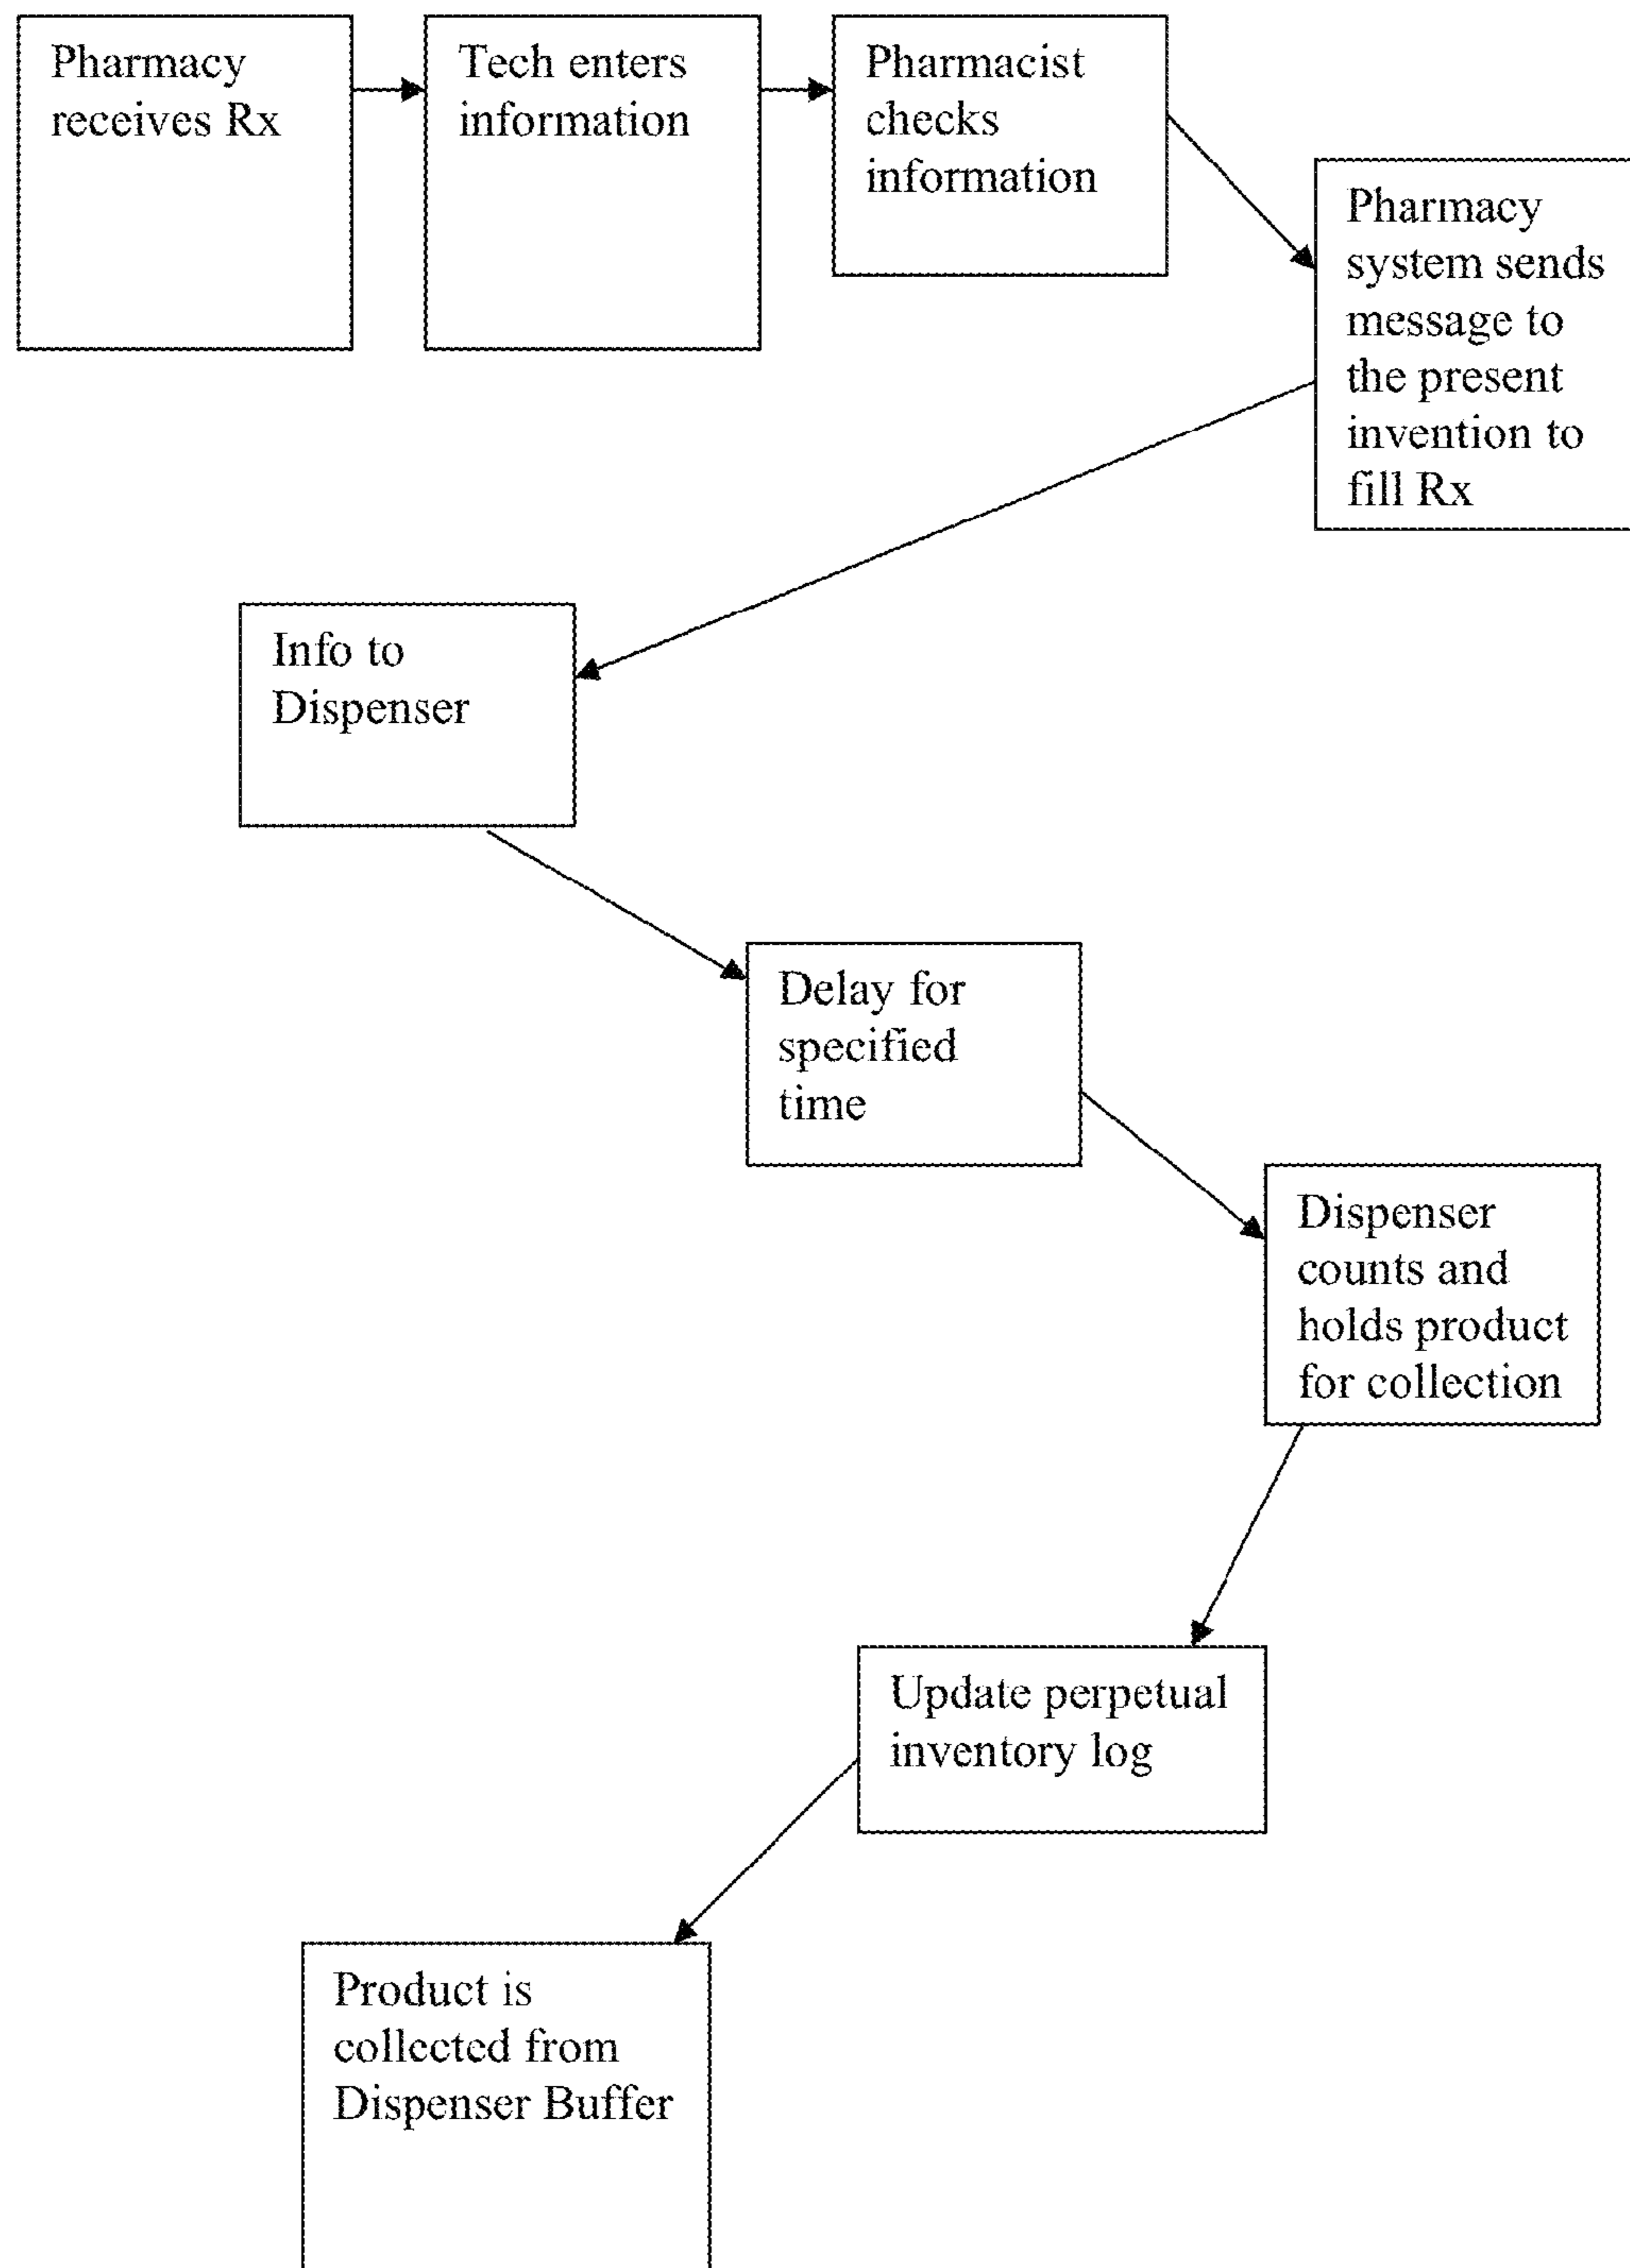 Pharmacy
receives Rx
Tech enters
information
Pharmacist
checks
information
Pharmacy
system sends
message to
the present
invention to
fill Rx
Info to
Dispenser
Delay for
specified
time
Dispenser
counts and
holds product
for collection
Update perpetual
inventory log
Product is
collected from
Dispenser Buffer